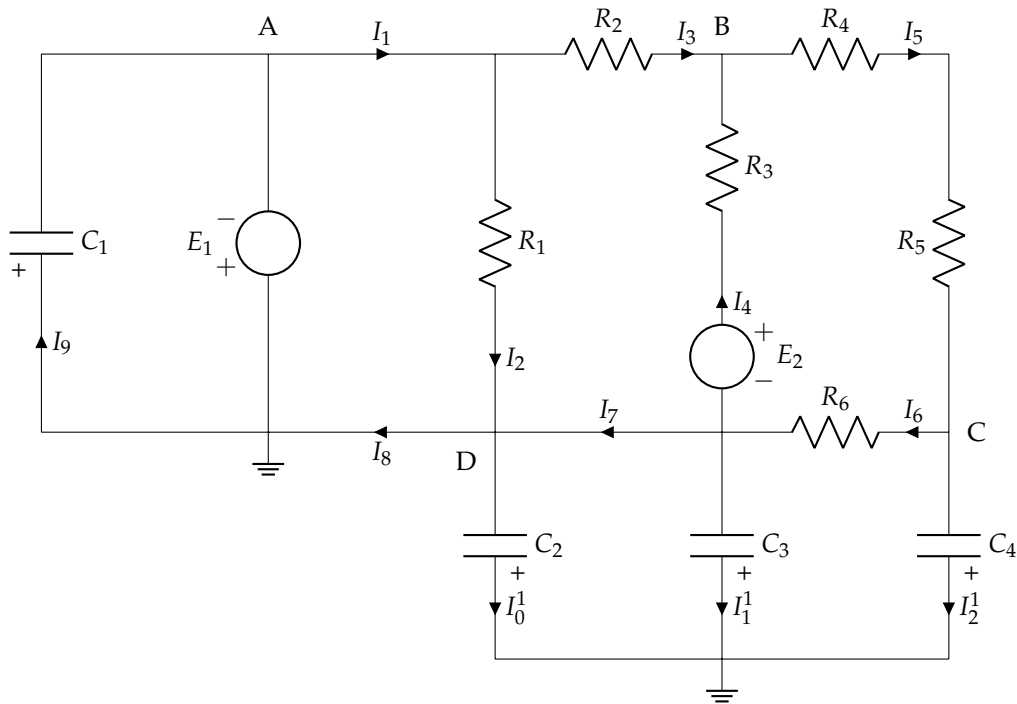 A I₁ R₂ I₃ B R₄ I₅
R₃
C₁ + E₁ − + R₁ R₅
I₉ I₂ I₄ E₂ + −
I₈ D I₇ R₆ I₆ C
C₂ + C₃ + C₄ +
I₀¹ I₁¹ I₂¹